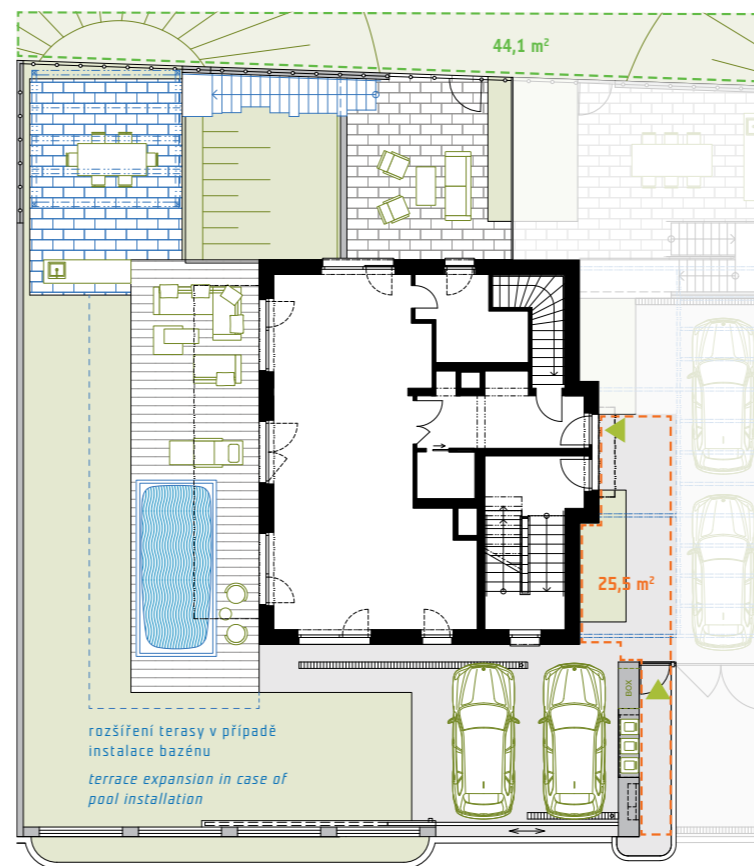 44,1 m²
25,5 m²
BOX
rozšíření terasy v případě
instalace bazénu
terrace expansion in case of
pool installation